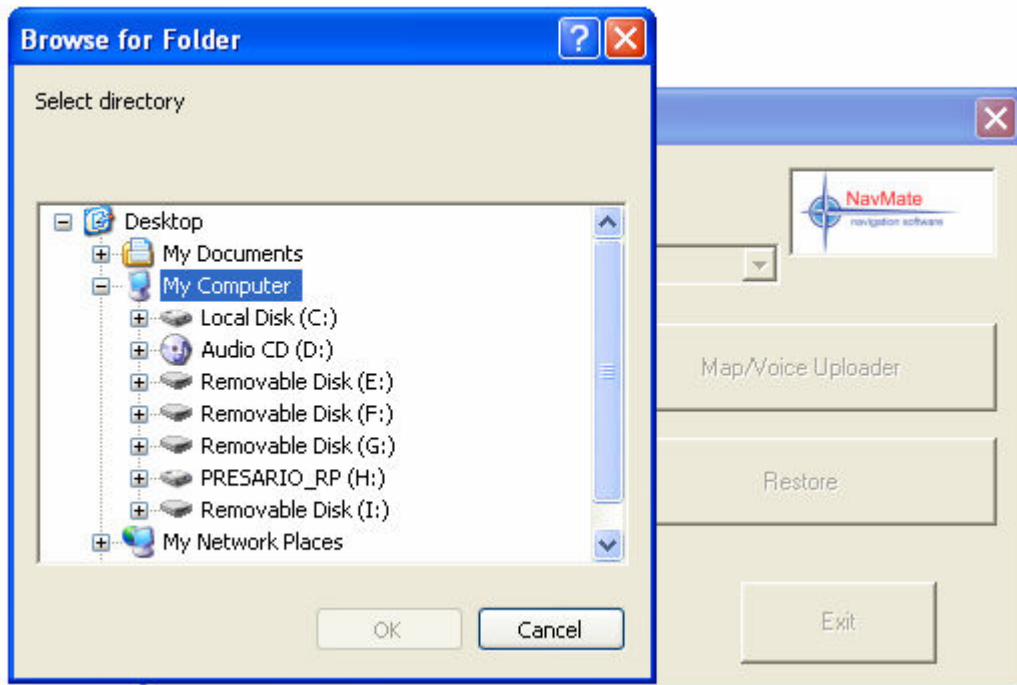 Browse for Folder
Select directory
Desktop
My Documents
My Computer
Local Disk (C:)
Audio CD (D:)
Removable Disk (E:)
Removable Disk (F:)
Removable Disk (G:)
PRESARIO_RP (H:)
Removable Disk (I:)
My Network Places
OK
Cancel
NavMate
navigation software
Map/Voice Uploader
Restore
Exit